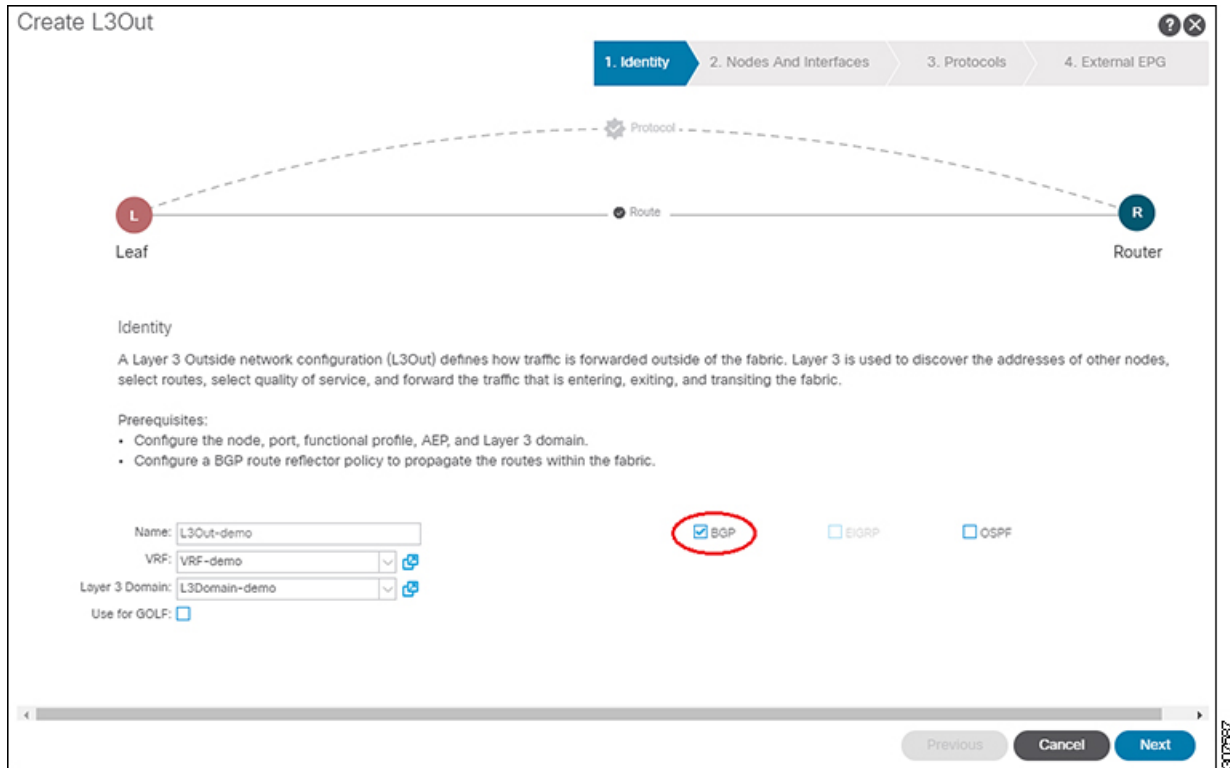 Create L3Out
1. Identity
2. Nodes And Interfaces
3. Protocols
4. External EPG
Protocol
Route
L
Leaf
R
Router
Identity
A Layer 3 Outside network configuration (L3Out) defines how traffic is forwarded outside of the fabric. Layer 3 is used to discover the addresses of other nodes,
select routes, select quality of service, and forward the traffic that is entering, exiting, and transiting the fabric.
Prerequisites:
• Configure the node, port, functional profile, AEP, and Layer 3 domain.
• Configure a BGP route reflector policy to propagate the routes within the fabric.
Name: L3Out-demo
BGP
EIGRP
OSPF
VRF: VRF-demo
Layer 3 Domain: L3Domain-demo
Use for GOLF:
Previous
Cancel
Next